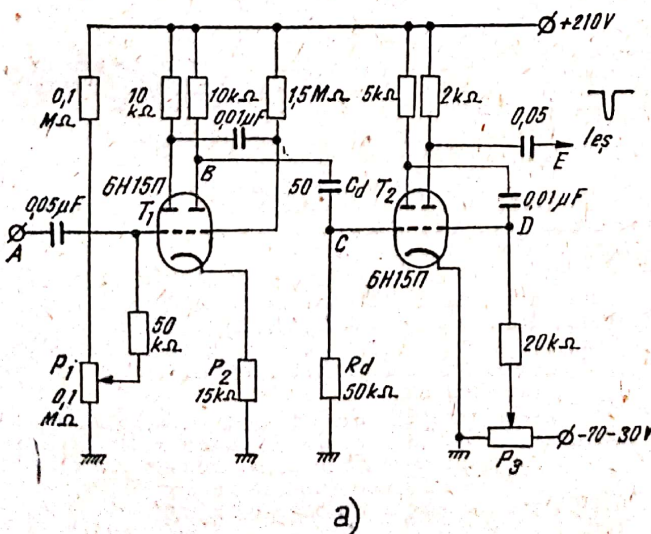 +210V
0,1
MΩ
10
kΩ
10kΩ
1,5MΩ
5kΩ
2kΩ
0,01μF
0,05
E
Ieş
B
6Н15П
T1
50
Cd
T2
0,01μF
0,05μF
A
C
D
6Н15П
50
kΩ
P1
0,1
MΩ
P2
15kΩ
Rd
50kΩ
20kΩ
P3
-70-30V
a)